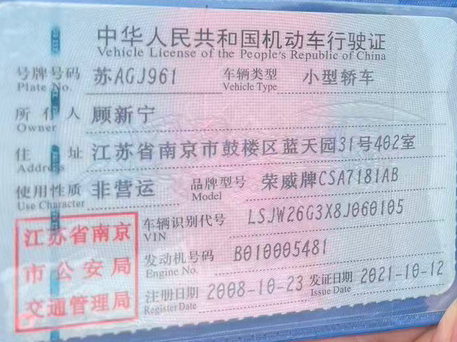 中华人民共和国机动车行驶证
Vehicle License of the People's Republic of China
号牌号码 苏AGJ961 车辆类型 小型轿车
Plate No. Vehicle Type
所有人 顾新宁
Owner
住址 江苏省南京市鼓楼区蓝天园31号402室
Address
使用性质 非营运 品牌型号 荣威牌CSA7181AB
Use Character Model
江苏省南京 车辆识别代号 LSJW26G3X8J060105
VIN
市公安局 发动机号码 B010005481
Engine No.
交通管理局 注册日期 2008-10-23 发证日期 2021-10-12
Register Date Issue Date